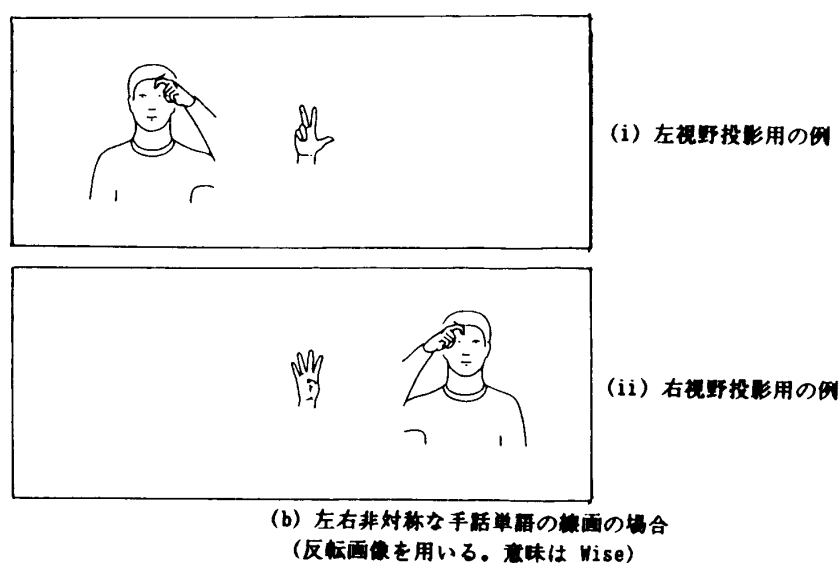 (i) 左視野投影用の例
(ii) 右視野投影用の例
(b) 左右非対称な手話単語の線画の場合
(反転画像を用いる。意味は Wise)